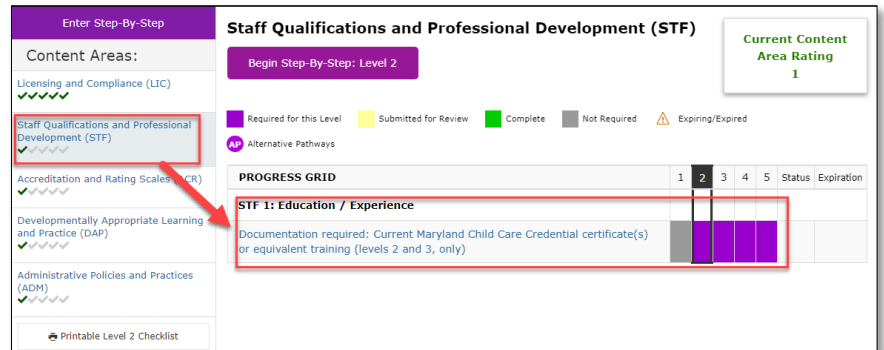 Enter Step-By-Step
Content Areas:
Licensing and Compliance (LIC)
Staff Qualifications and Professional
Development (STF)
Accreditation and Rating Scales (ACR)
Developmentally Appropriate Learning
and Practice (DAP)
Administrative Policies and Practices
(ADM)
Printable Level 2 Checklist
Staff Qualifications and Professional Development (STF)
Begin Step-By-Step: Level 2
Current Content
Area Rating
1
Required for this Level Submitted for Review Complete Not Required Expiring/Expired
AP Alternative Pathways
PROGRESS GRID 1 2 3 4 5 Status Expiration
STF 1: Education / Experience
Documentation required: Current Maryland Child Care Credential certificate(s)
or equivalent training (levels 2 and 3, only)